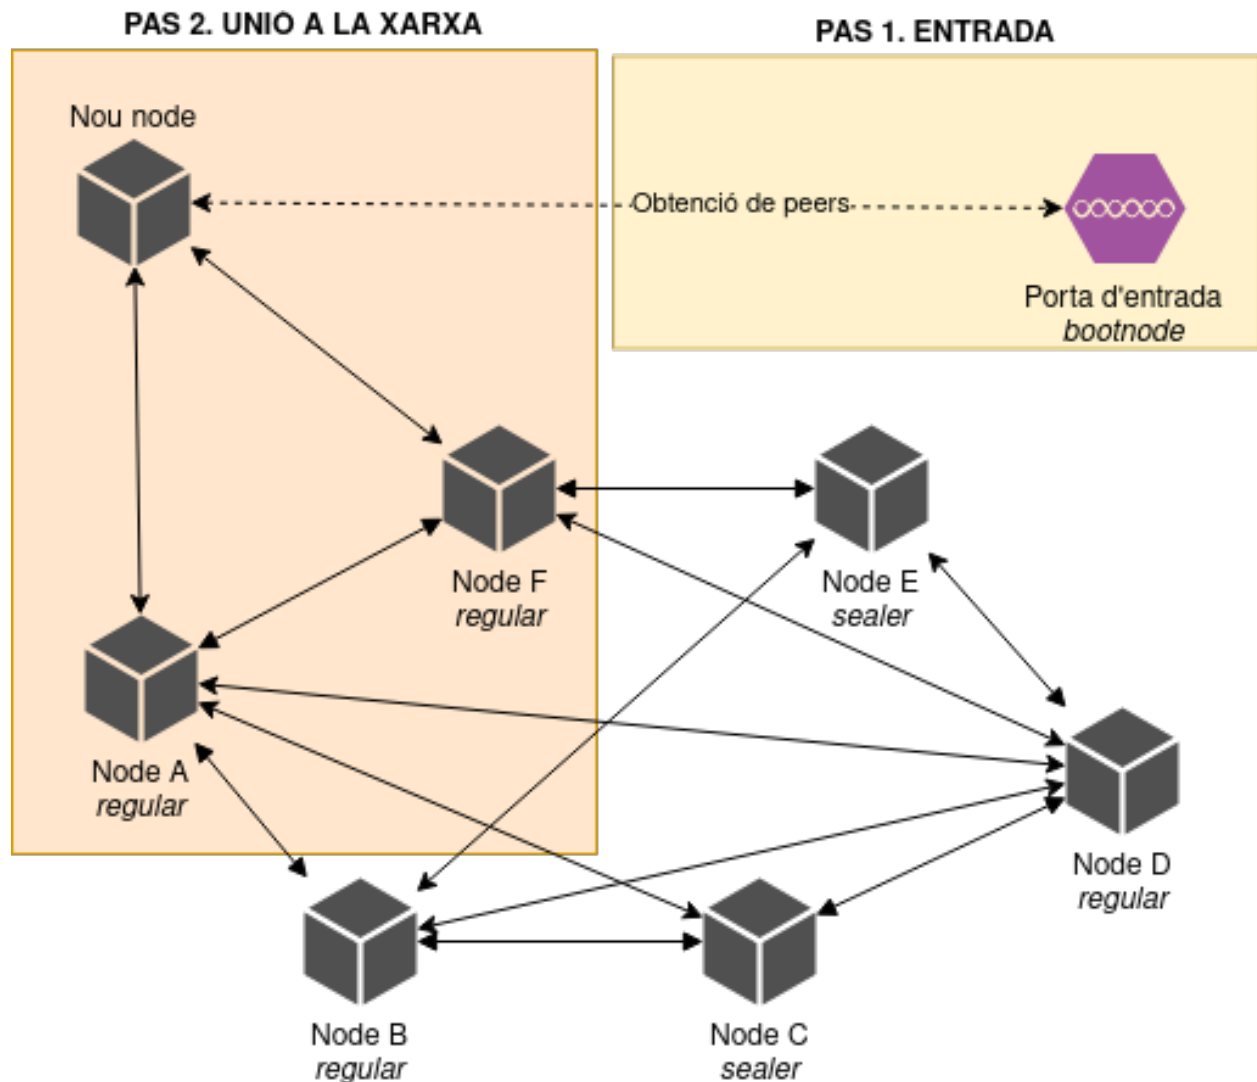 PAS 2. UNIÓ A LA XARXA
PAS 1. ENTRADA
Nou node
Obtenció de peers
Porta d'entrada
bootnode
Node F
regular
Node E
sealer
Node A
regular
Node D
regular
Node B
regular
Node C
sealer